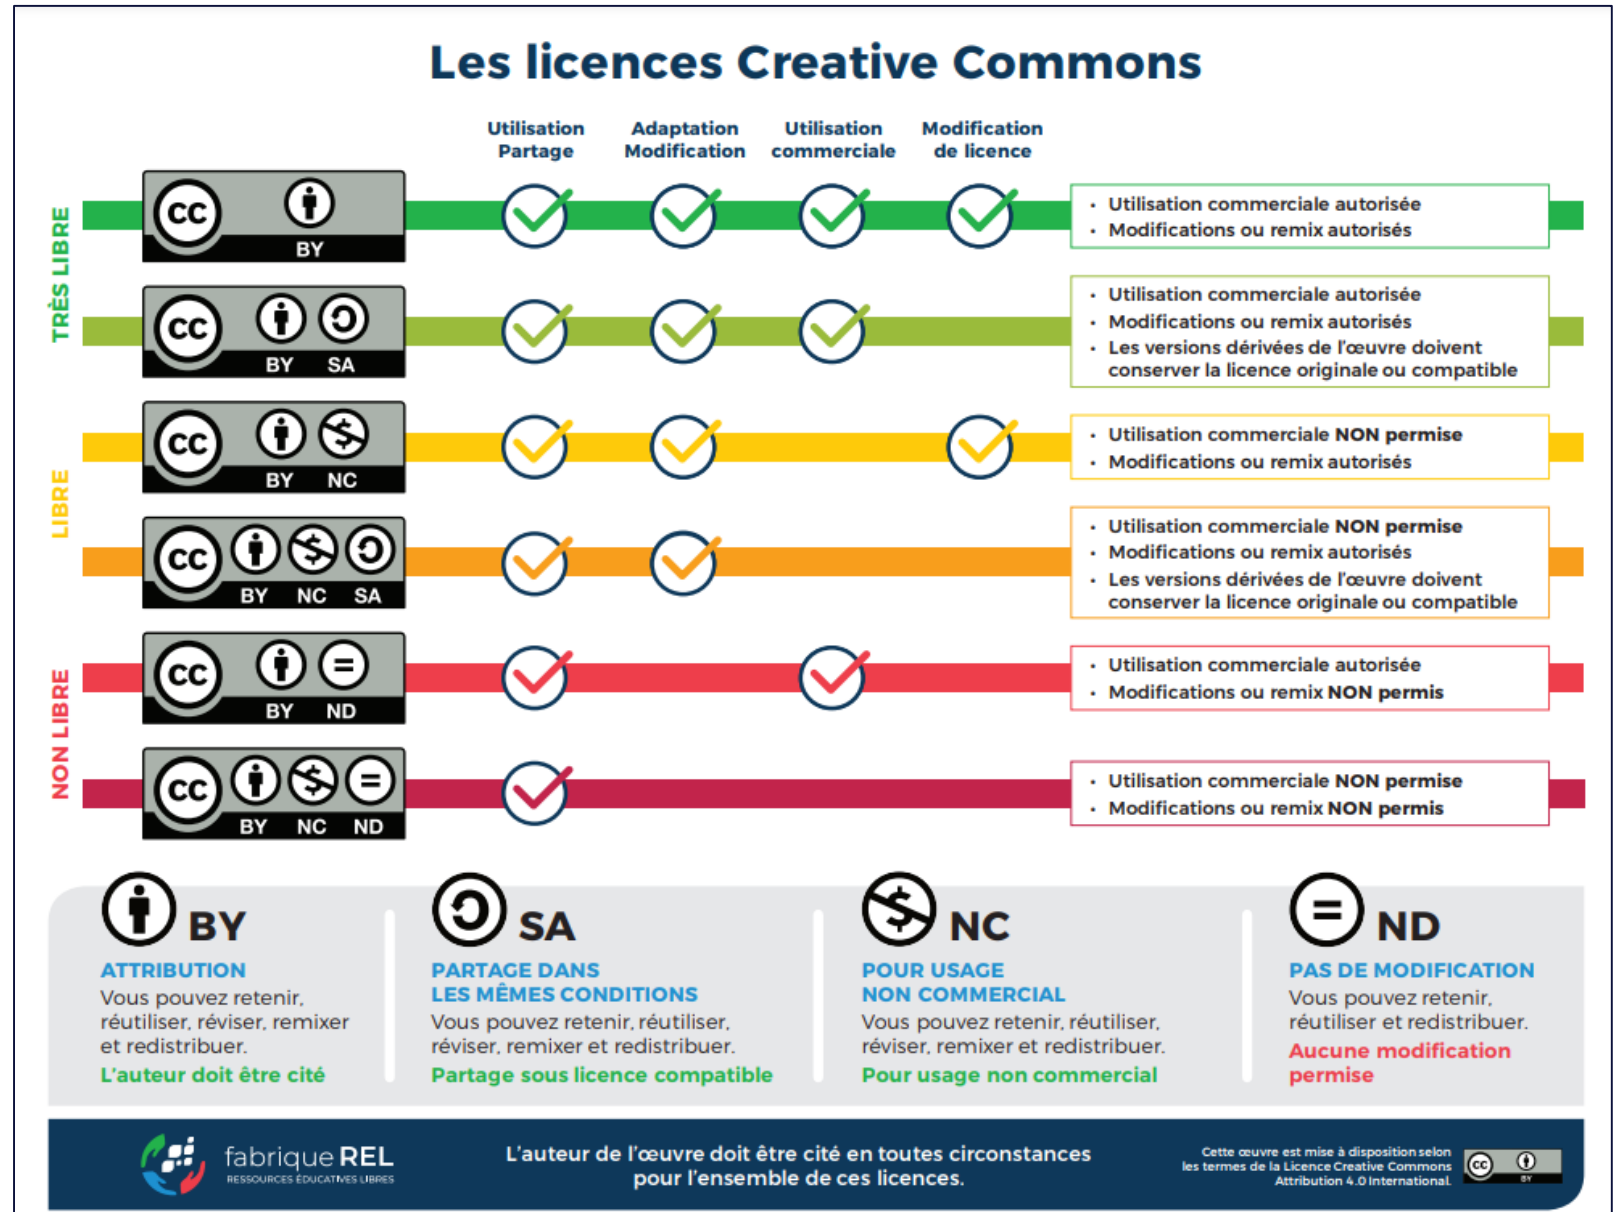 Les licences Creative Commons
Utilisation
Partage
Adaptation
Modification
Utilisation
commerciale
Modification
de licence
TRÈS LIBRE
cc
BY
• Utilisation commerciale autorisée
• Modifications ou remix autorisés
cc
BY SA
• Utilisation commerciale autorisée
• Modifications ou remix autorisés
• Les versions dérivées de l'œuvre doivent
conserver la licence originale ou compatible
LIBRE
cc
BY NC
• Utilisation commerciale NON permise
• Modifications ou remix autorisés
cc
BY NC SA
• Utilisation commerciale NON permise
• Modifications ou remix autorisés
• Les versions dérivées de l'œuvre doivent
conserver la licence originale ou compatible
NON LIBRE
cc
BY ND
• Utilisation commerciale autorisée
• Modifications ou remix NON permis
cc
BY NC ND
• Utilisation commerciale NON permise
• Modifications ou remix NON permis
BY
ATTRIBUTION
Vous pouvez retenir,
réutiliser, réviser, remixer
et redistribuer.
L'auteur doit être cité
SA
PARTAGE DANS
LES MÊMES CONDITIONS
Vous pouvez retenir, réutiliser,
réviser, remixer et redistribuer.
Partage sous licence compatible
NC
POUR USAGE
NON COMMERCIAL
Vous pouvez retenir, réutiliser,
réviser, remixer et redistribuer.
Pour usage non commercial
ND
PAS DE MODIFICATION
Vous pouvez retenir,
réutiliser et redistribuer.
Aucune modification
permise
fabrique REL
RESSOURCES ÉDUCATIVES LIBRES
L'auteur de l'œuvre doit être cité en toutes circonstances
pour l'ensemble de ces licences.
Cette œuvre est mise à disposition selon
les termes de la Licence Creative Commons
Attribution 4.0 International.
cc
BY